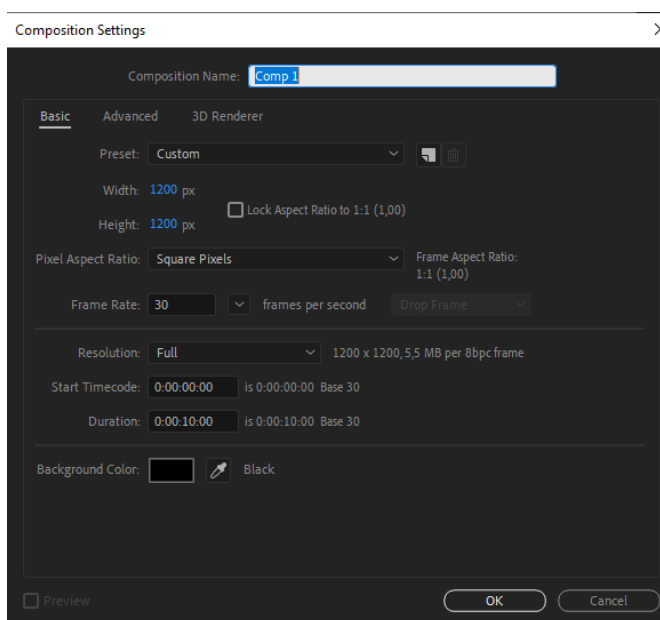 Composition Settings
Composition Name: Comp 1
Basic Advanced 3D Renderer
Preset: Custom
Width: 1200 px
Lock Aspect Ratio to 1:1 (1,00)
Height: 1200 px
Pixel Aspect Ratio: Square Pixels
Frame Aspect Ratio:
1:1 (1,00)
Frame Rate: 30 frames per second Drop Frame
Resolution: Full 1200 x 1200, 5,5 MB per 8bpc frame
Start Timecode: 0:00:00:00 is 0:00:00:00 Base 30
Duration: 0:00:10:00 is 0:00:10:00 Base 30
Background Color: Black
Preview OK Cancel